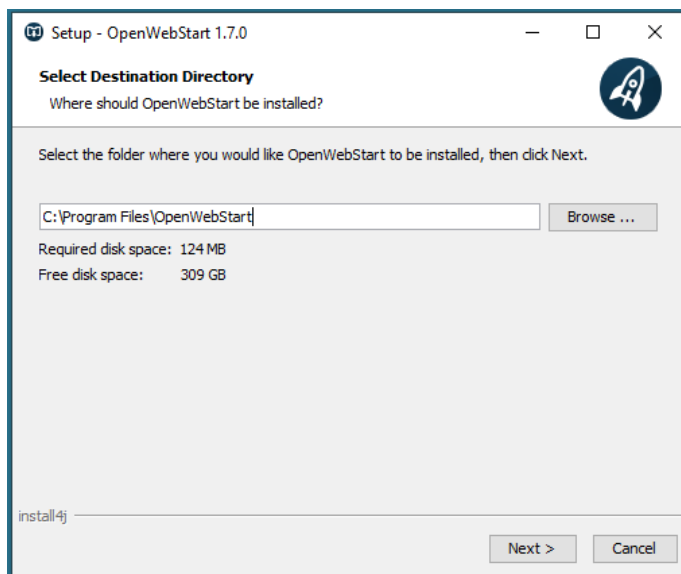 Setup - OpenWebStart 1.7.0
Select Destination Directory
Where should OpenWebStart be installed?
Select the folder where you would like OpenWebStart to be installed, then click Next.
C:\Program Files\OpenWebStart
Browse ...
Required disk space: 124 MB
Free disk space: 309 GB
install4j
Next >
Cancel